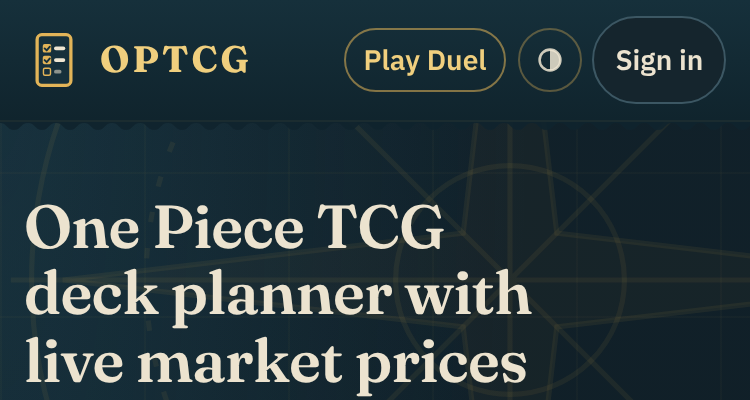 OPTCG
Play Duel
Sign in
One Piece TCG
deck planner with
live market prices